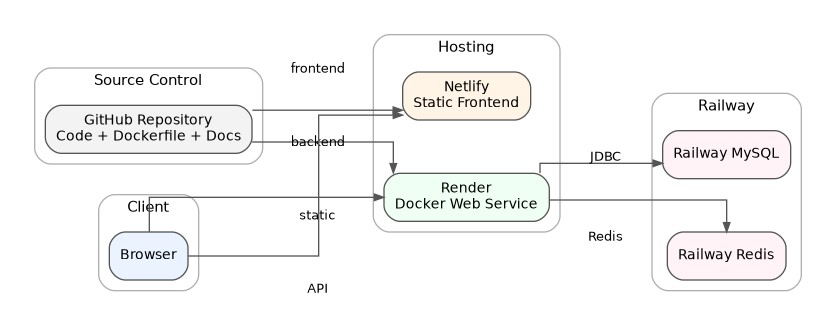 Source Control
GitHub Repository
Code + Dockerfile + Docs
Client
Browser
frontend
backend
static
API
Hosting
Netlify
Static Frontend
Render
Docker Web Service
JDBC
Redis
Railway
Railway MySQL
Railway Redis